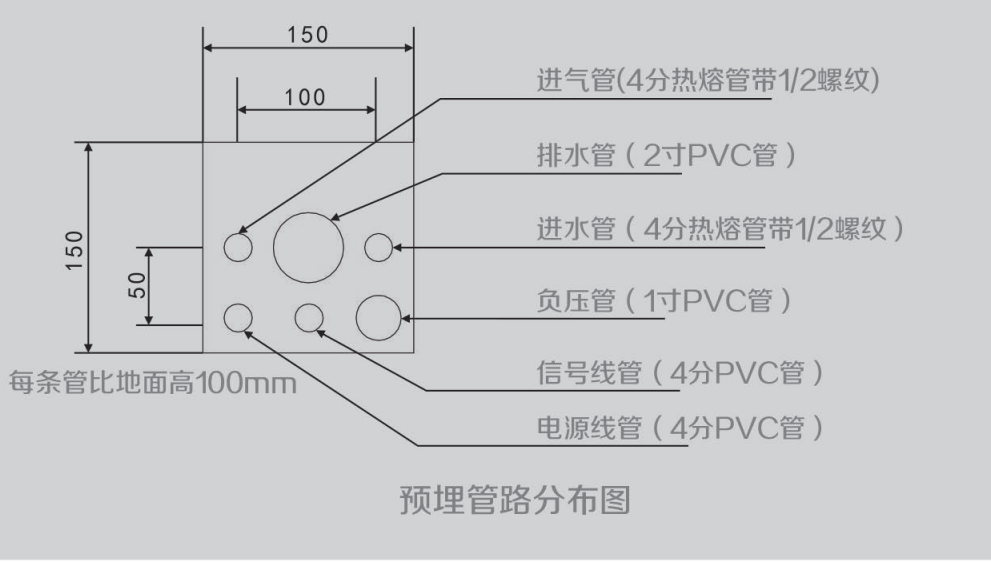 150
100
进气管(4分热熔管带1/2螺纹)
排水管（2寸PVC管）
进水管（4分热熔管带1/2螺纹）
150
50
负压管（1寸PVC管）
信号线管（4分PVC管）
每条管比地面高100mm
电源线管（4分PVC管）
预埋管路分布图